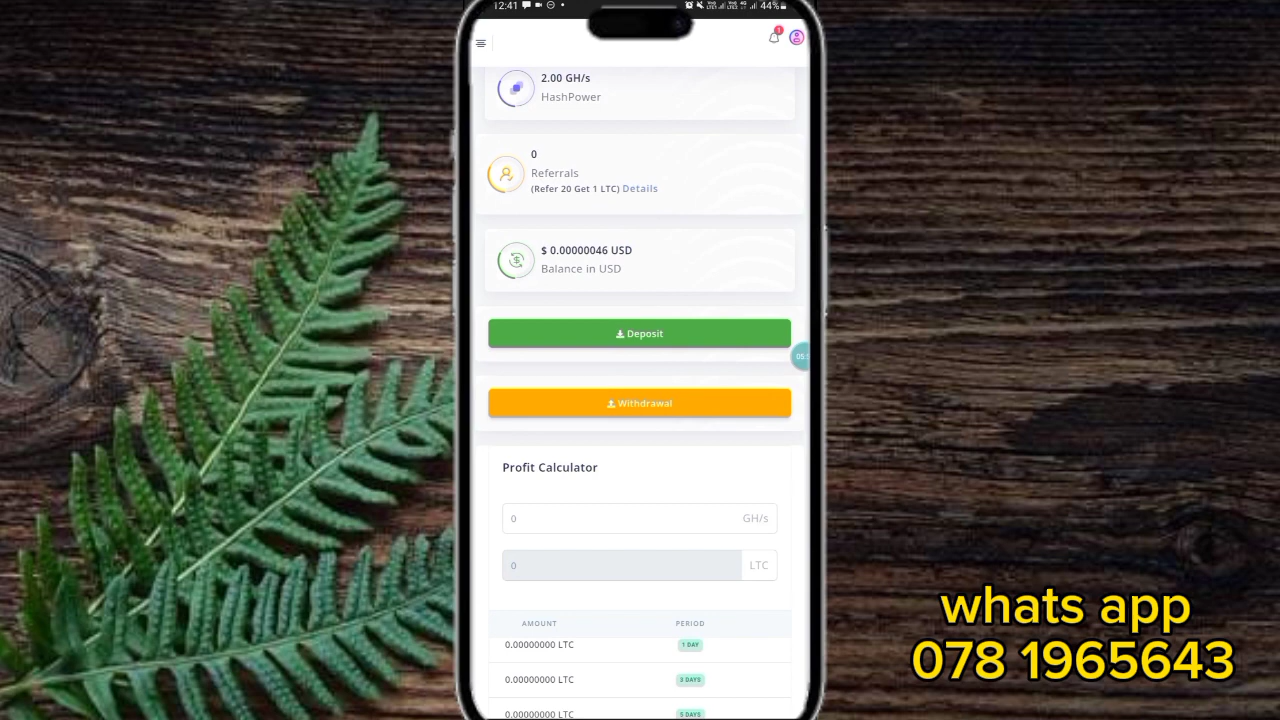 12:41
44%
1
2.00 GH/s
HashPower
0
Referrals
(Refer 20 Get 1 LTC) Details
$ 0.00000046 USD
Balance in USD
Deposit
Withdrawal
Profit Calculator
0 GH/s
0 LTC
AMOUNT PERIOD
0.00000000 LTC 1 DAY
0.00000000 LTC 3 DAYS
0.00000000 LTC 5 DAYS
whats app
078 1965643